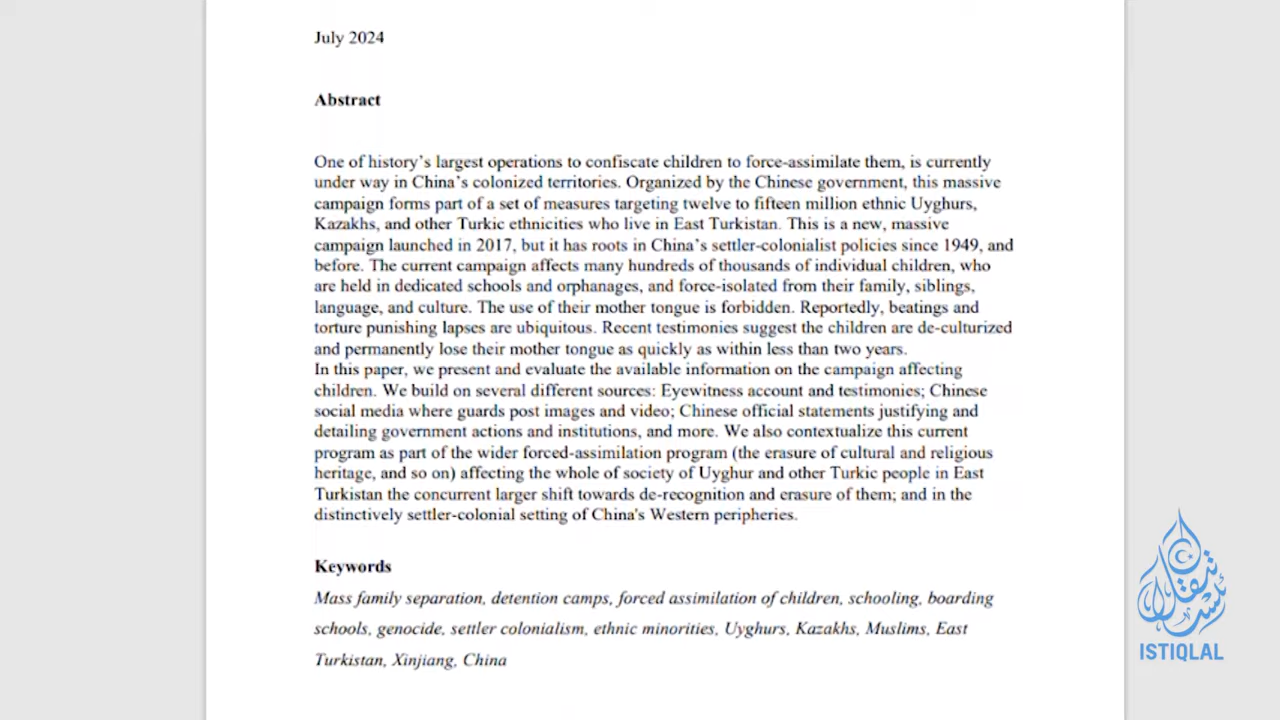 July 2024
Abstract
One of history's largest operations to confiscate children to force-assimilate them, is currently
under way in China's colonized territories. Organized by the Chinese government, this massive
campaign forms part of a set of measures targeting twelve to fifteen million ethnic Uyghurs,
Kazakhs, and other Turkic ethnicities who live in East Turkistan. This is a new, massive
campaign launched in 2017, but it has roots in China's settler-colonialist policies since 1949, and
before. The current campaign affects many hundreds of thousands of individual children, who
are held in dedicated schools and orphanages, and force-isolated from their family, siblings,
language, and culture. The use of their mother tongue is forbidden. Reportedly, beatings and
torture punishing lapses are ubiquitous. Recent testimonies suggest the children are de-culturized
and permanently lose their mother tongue as quickly as within less than two years.
In this paper, we present and evaluate the available information on the campaign affecting
children. We build on several different sources: Eyewitness account and testimonies; Chinese
social media where guards post images and video; Chinese official statements justifying and
detailing government actions and institutions, and more. We also contextualize this current
program as part of the wider forced-assimilation program (the erasure of cultural and religious
heritage, and so on) affecting the whole of society of Uyghur and other Turkic people in East
Turkistan the concurrent larger shift towards de-recognition and erasure of them; and in the
distinctively settler-colonial setting of China's Western peripheries.
Keywords
Mass family separation, detention camps, forced assimilation of children, schooling, boarding
schools, genocide, settler colonialism, ethnic minorities, Uyghurs, Kazakhs, Muslims, East
Turkistan, Xinjiang, China
ISTIQLAL